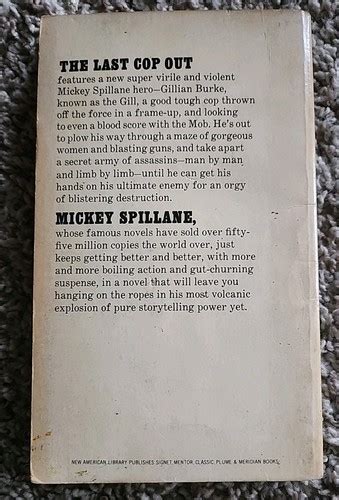 THE LAST COP OUT
features a new super virile and violent
Mickey Spillane hero—Gillian Burke,
known as the Gill, a good tough cop thrown
off the force in a frame-up, and looking
to even a blood score with the Mob. He's out
to plow his way through a maze of gorgeous
women and blasting guns, and take apart
a secret army of assassins—man by man
and limb by limb—until he can get his
hands on his ultimate enemy for an orgy
of blistering destruction.
MICKEY SPILLANE,
whose famous novels have sold over fifty-
five million copies the world over, just
keeps getting better and better, with more
and more boiling action and gut-churning
suspense, in a novel that will leave you
hanging on the ropes in his most volcanic
explosion of pure storytelling power yet.
NEW AMERICAN LIBRARY PUBLISHES SIGNET, MENTOR, CLASSIC, PLUME & MERIDIAN BOOKS